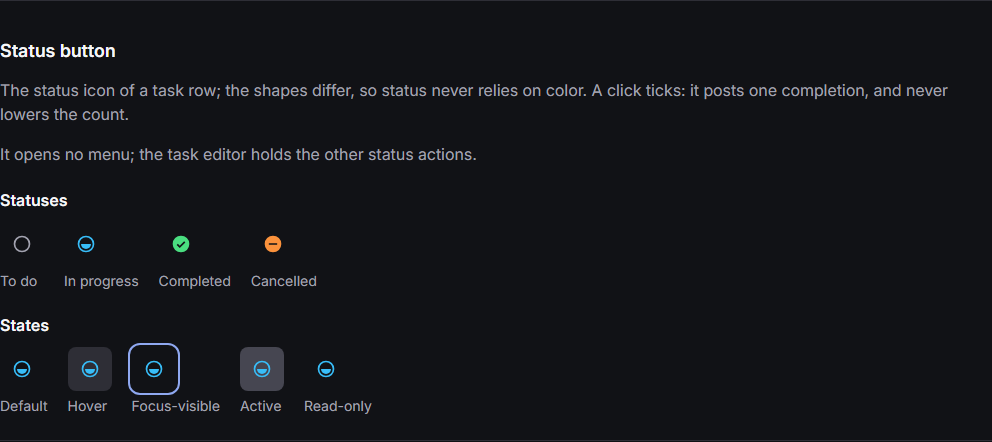 Status button
The status icon of a task row; the shapes differ, so status never relies on color. A click ticks: it posts one completion, and never
lowers the count.
It opens no menu; the task editor holds the other status actions.
Statuses
To do In progress Completed Cancelled
States
Default Hover Focus-visible Active Read-only